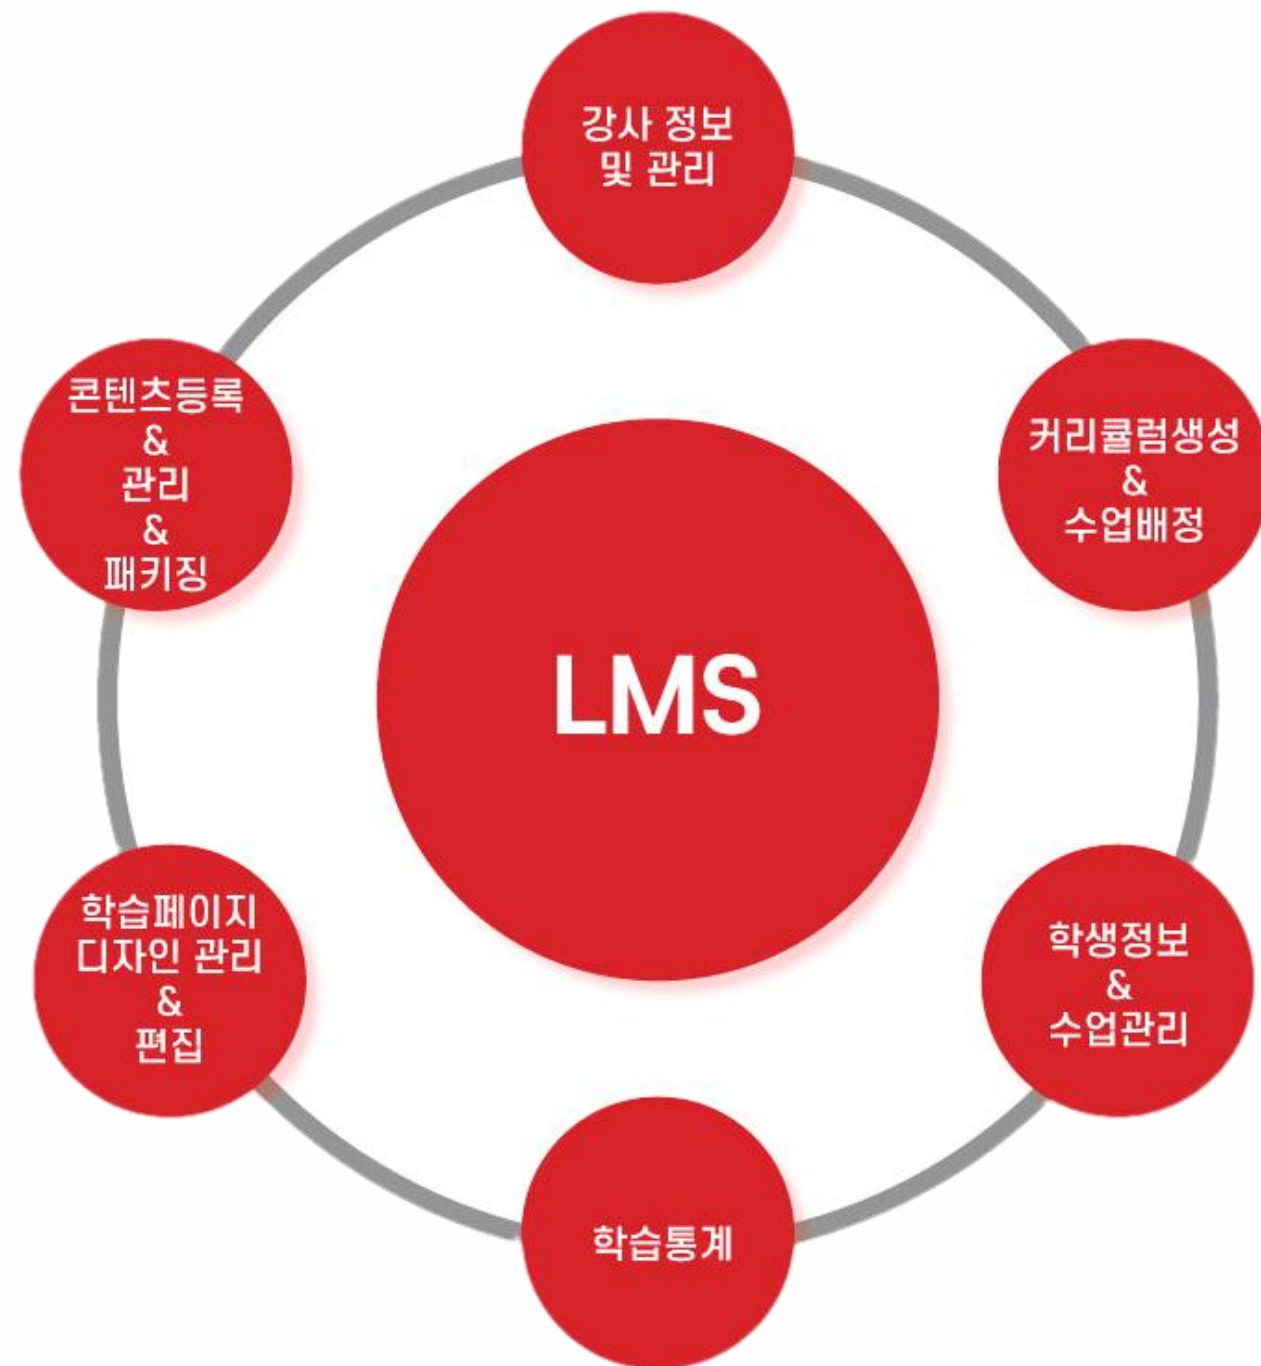 강사 정보
및 관리
커리큘럼생성
&
수업배정
학생정보
&
수업관리
학습통계
학습페이지
디자인 관리
&
편집
콘텐츠등록
&
관리
&
패키징
LMS